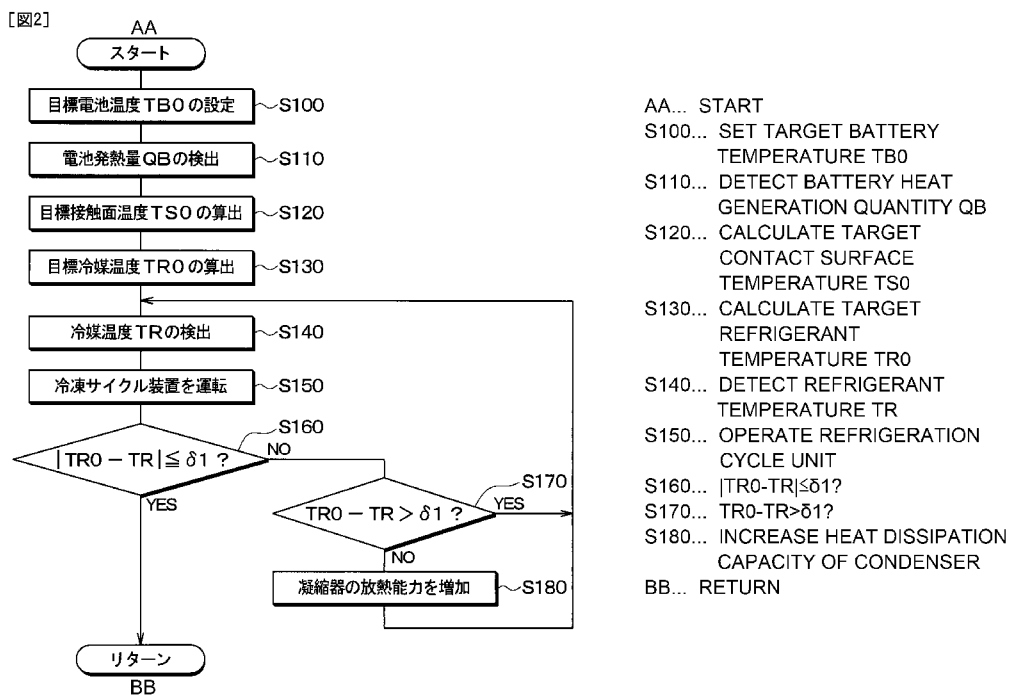 [図2]
AA
スタート
目標電池温度TB0の設定
S100
電池発熱量QBの検出
S110
目標接触面温度TS0の算出
S120
目標冷媒温度TR0の算出
S130
冷媒温度TRの検出
S140
冷凍サイクル装置を運転
S150
S160
|TR0－TR|≦δ1？
NO
YES
S170
TR0－TR＞δ1？
YES
NO
凝縮器の放熱能力を増加
S180
リターン
BB
AA... START
S100... SET TARGET BATTERY
TEMPERATURE TB0
S110... DETECT BATTERY HEAT
GENERATION QUANTITY QB
S120... CALCULATE TARGET
CONTACT SURFACE
TEMPERATURE TS0
S130... CALCULATE TARGET
REFRIGERANT
TEMPERATURE TR0
S140... DETECT REFRIGERANT
TEMPERATURE TR
S150... OPERATE REFRIGERATION
CYCLE UNIT
S160... |TR0-TR|≤δ1?
S170... TR0-TR>δ1?
S180... INCREASE HEAT DISSIPATION
CAPACITY OF CONDENSER
BB... RETURN